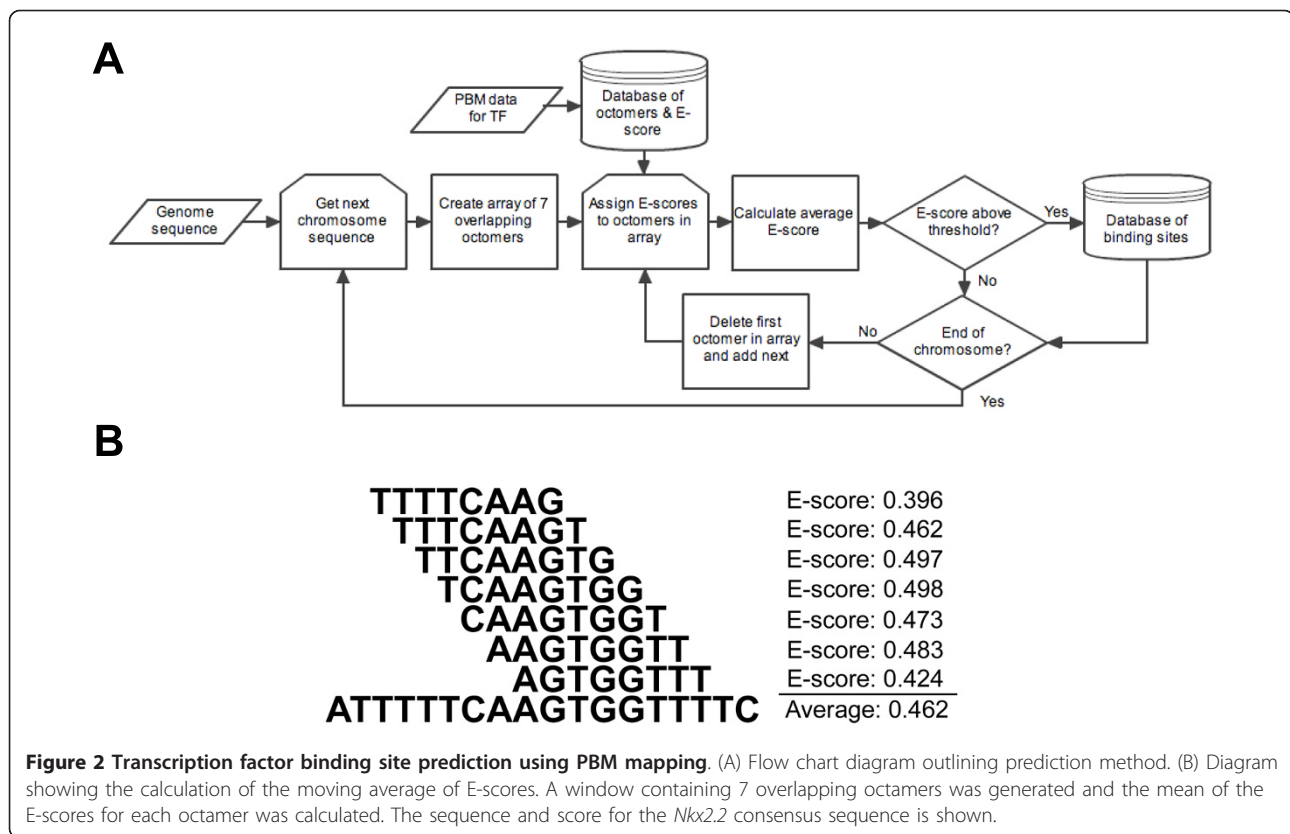 A
PBM data
for TF
Database of
octomers & E-
score
Genome
sequence
Get next
chromosome
sequence
Create array of 7
overlapping
octomers
Assign E-scores
to octomers in
array
Calculate average
E-score
E-score above
threshold?
Yes
Database of
binding sites
No
Delete first
octomer in array
and add next
No
End of
chromosome?
Yes
B
TTTTCAAG E-score: 0.396
TTTCAAGT E-score: 0.462
TTCAAGTG E-score: 0.497
TCAAGTGG E-score: 0.498
CAAGTGGT E-score: 0.473
AAGTGGTT E-score: 0.483
AGTGGTTT E-score: 0.424
ATTTTTCAAGTGGTTTTC Average: 0.462
Figure 2 Transcription factor binding site prediction using PBM mapping. (A) Flow chart diagram outlining prediction method. (B) Diagram
showing the calculation of the moving average of E-scores. A window containing 7 overlapping octamers was generated and the mean of the
E-scores for each octamer was calculated. The sequence and score for the Nkx2.2 consensus sequence is shown.